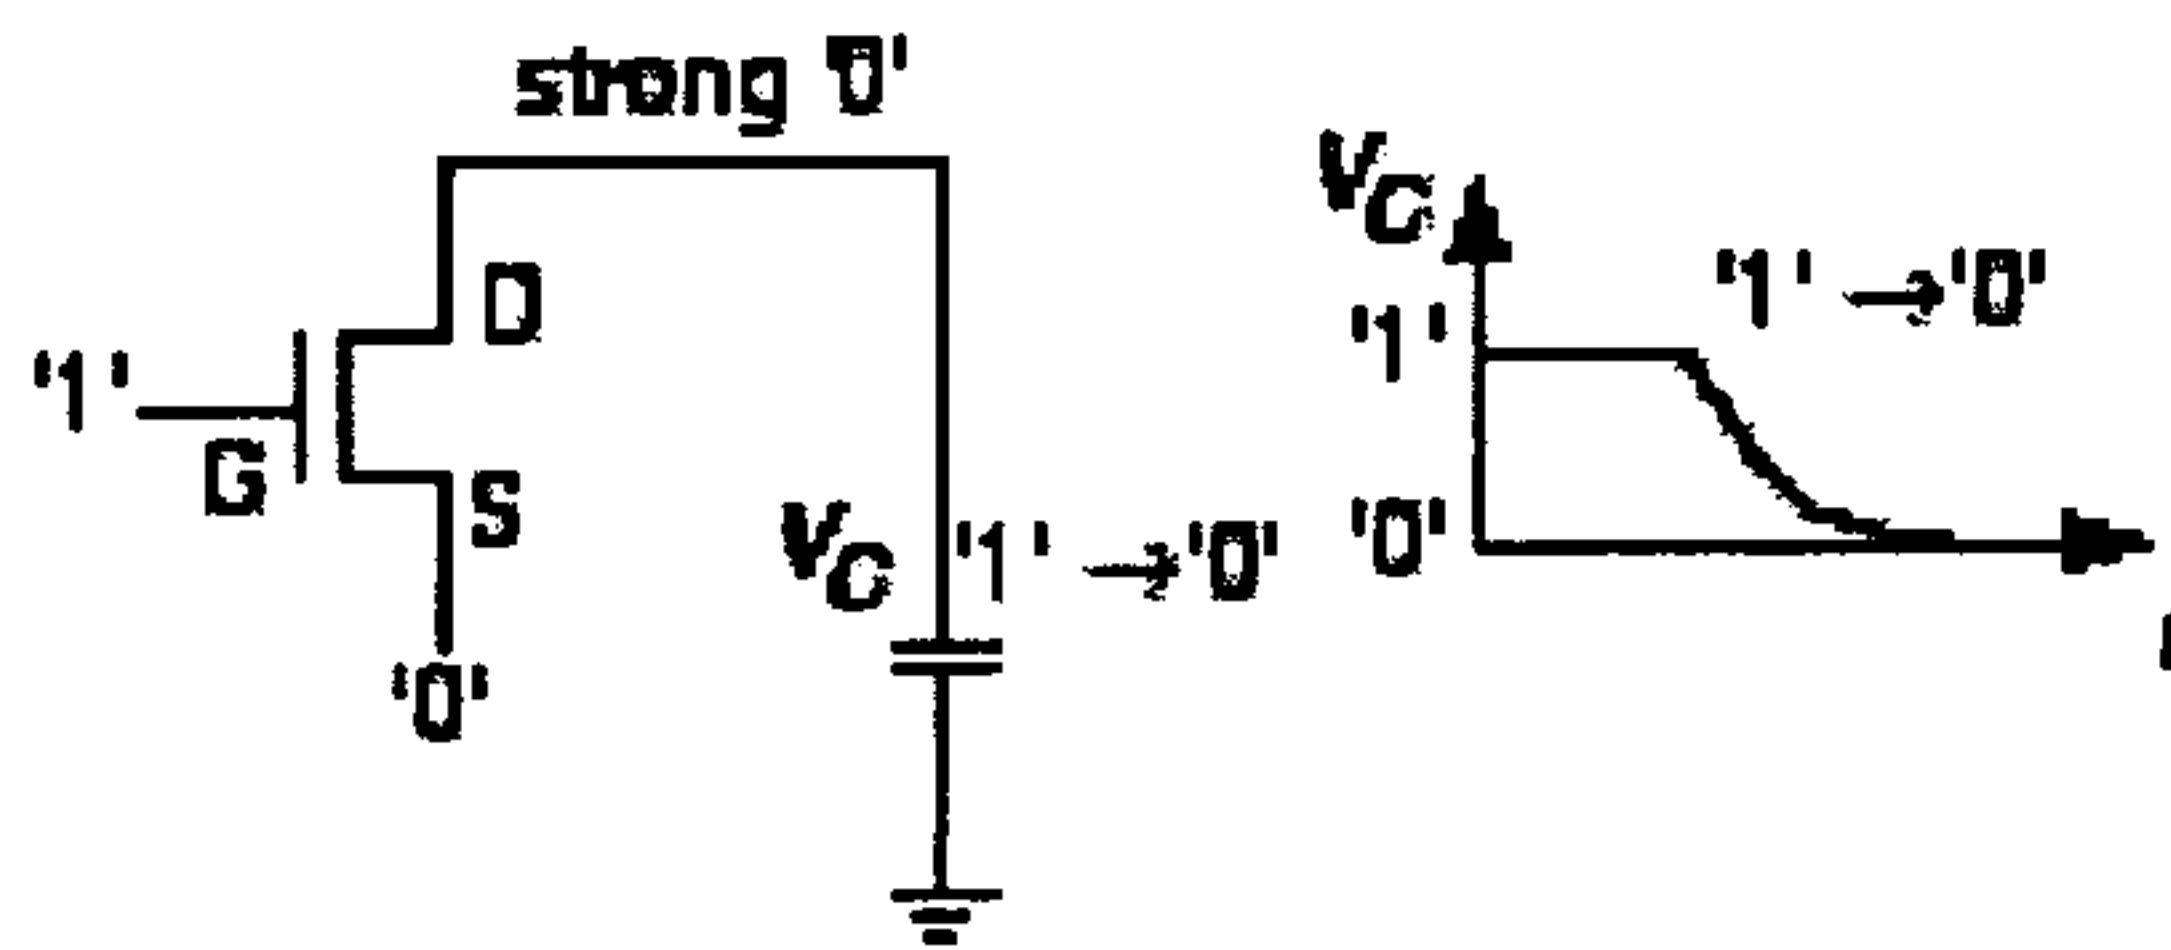 strong '0'
V_C
'1' → '0'
'1'
'0'
D
'1'
G
S
V_C '1' → '0'
'0'